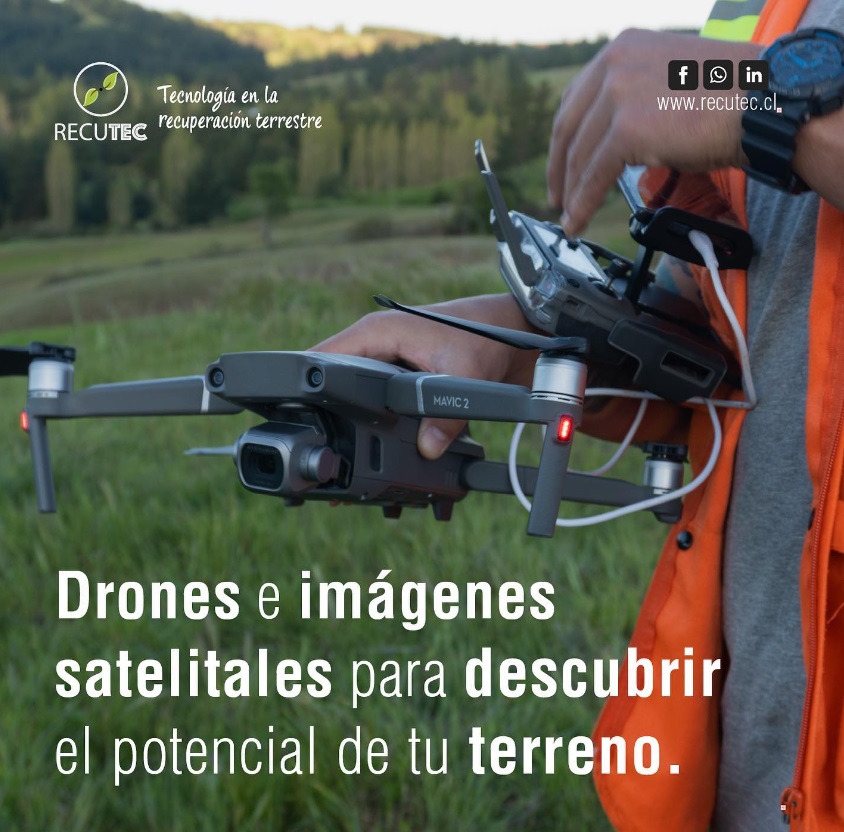 RECUTEC
Tecnología en la
recuperación terrestre
www.recutec.cl
MAVIC 2
Drones e imágenes
satelitales para descubrir
el potencial de tu terreno.